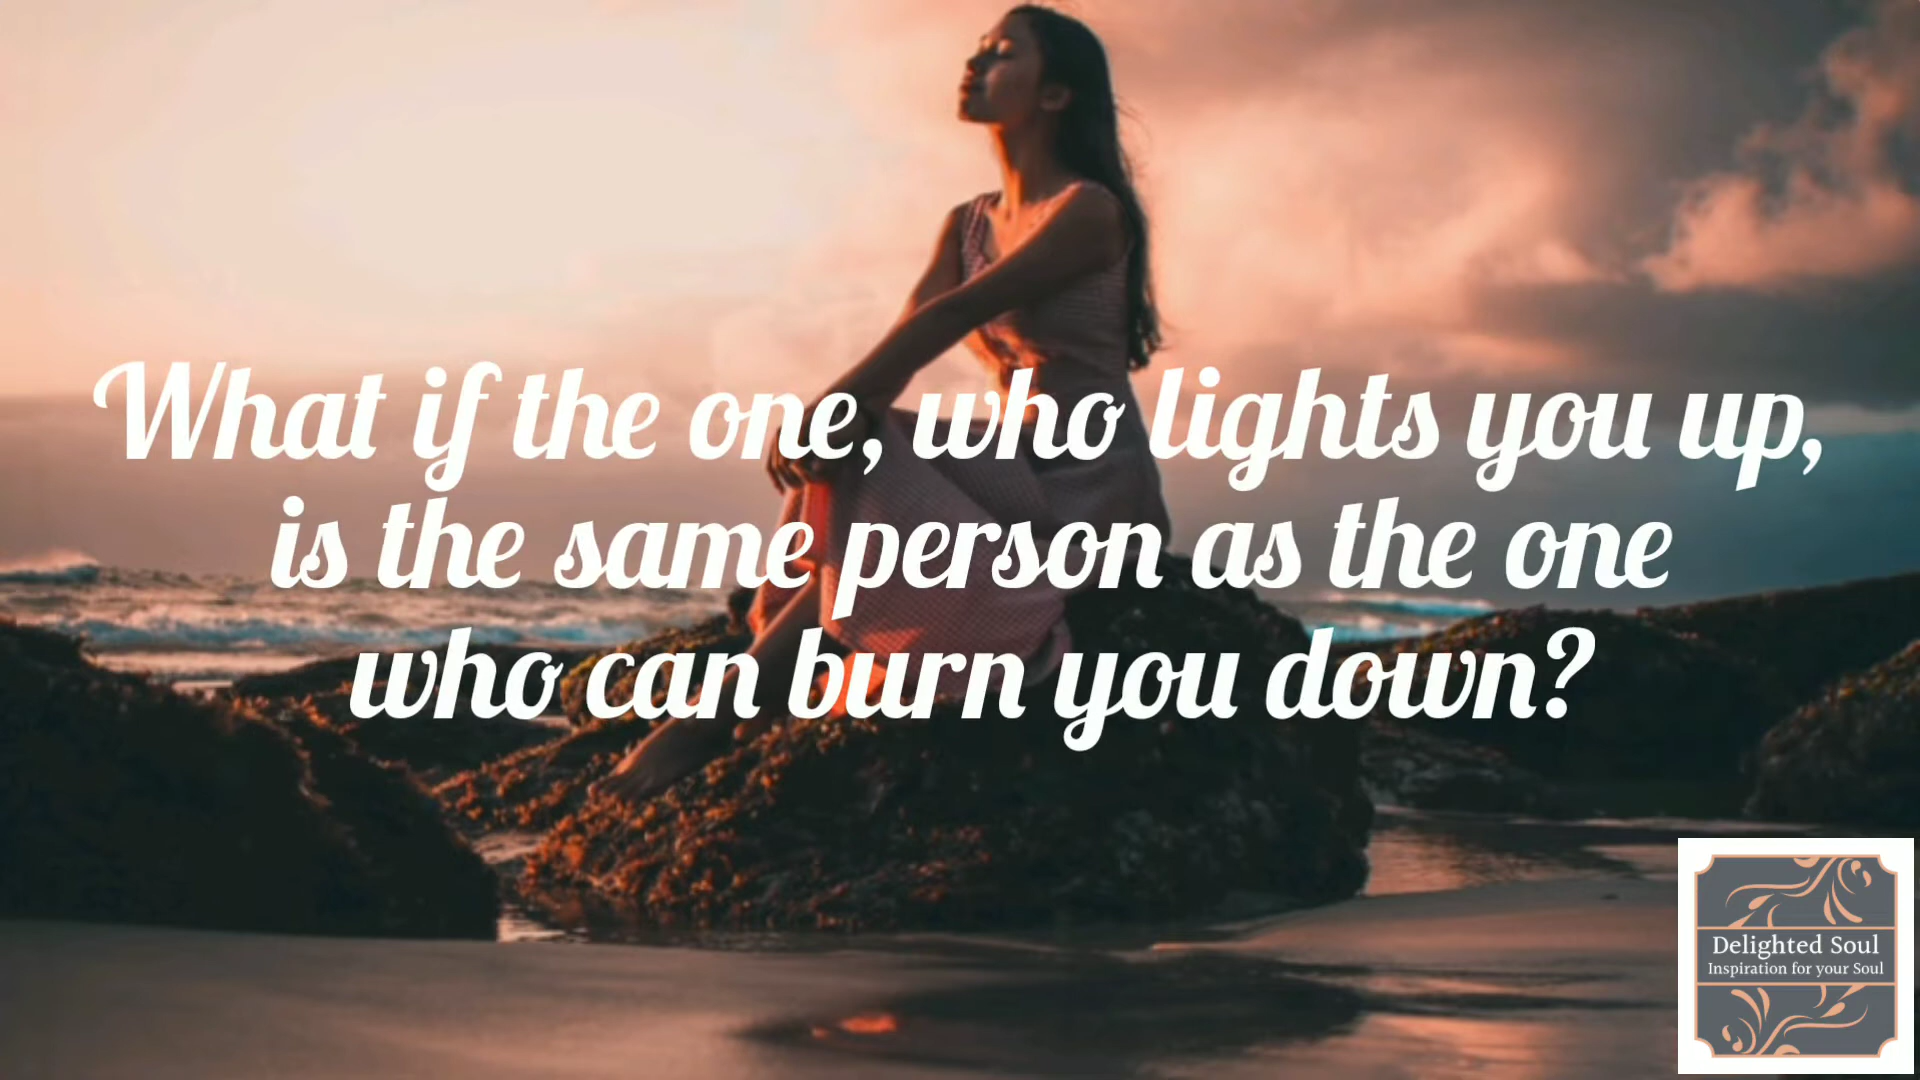 What if the one, who lights you up,
is the same person as the one
who can burn you down?
Delighted Soul
Inspiration for your Soul